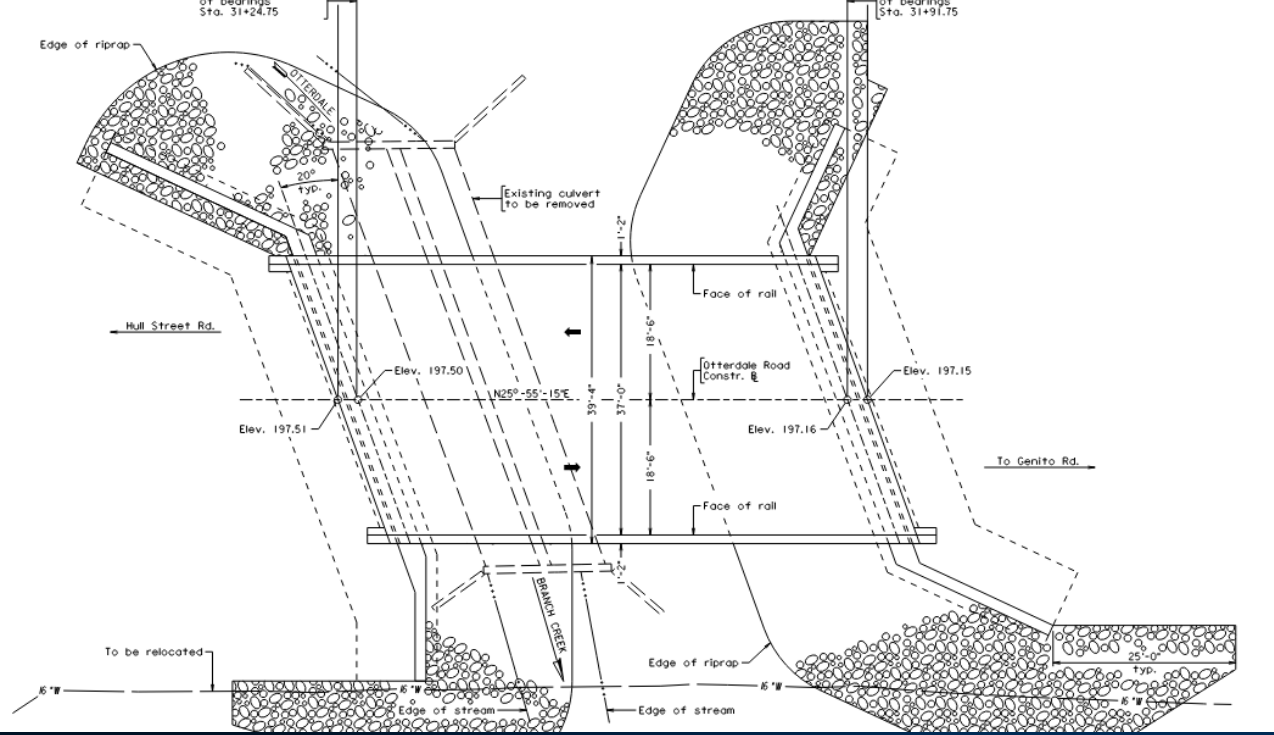 of bearings
Sta. 31+24.75
of bearings
Sta. 31+91.75
Edge of riprap
OTTERDALE
20°
typ.
Existing culvert
to be removed
1'-2"
Face of rail
Hull Street Rd.
18'-6"
Otterdale Road
Constr. ℄
Elev. 197.50
Elev. 197.15
N25°-55'-15"E
39'-4"
37'-0"
Elev. 197.51
Elev. 197.16
18'-6"
To Genito Rd.
Face of rail
1'-2"
BRANCH CREEK
To be relocated
Edge of riprap
25'-0"
typ.
16 "W
16 "W
16 "W
16 "W
Edge of stream
Edge of stream